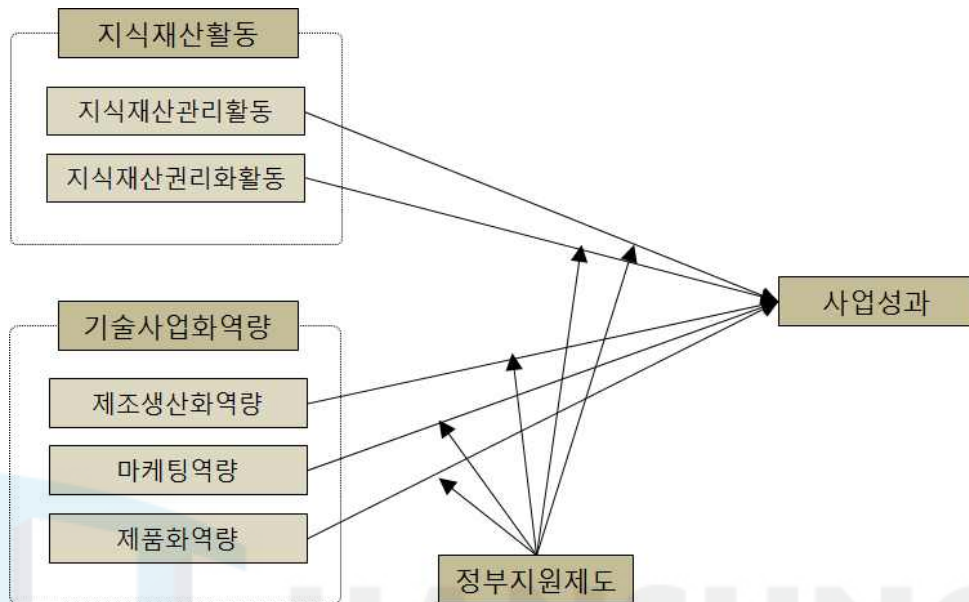 지식재산활동
지식재산관리활동
지식재산권리화활동
사업성과
기술사업화역량
제조생산화역량
마케팅역량
제품화역량
정부지원제도